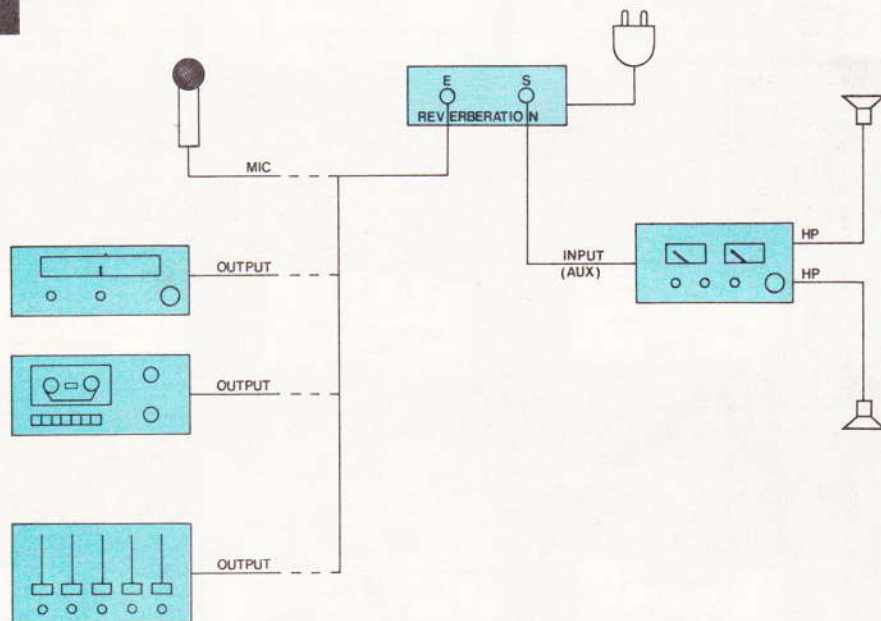 E S
REVERBERATION
MIC
OUTPUT
HP
INPUT
(AUX)
HP
OUTPUT
OUTPUT